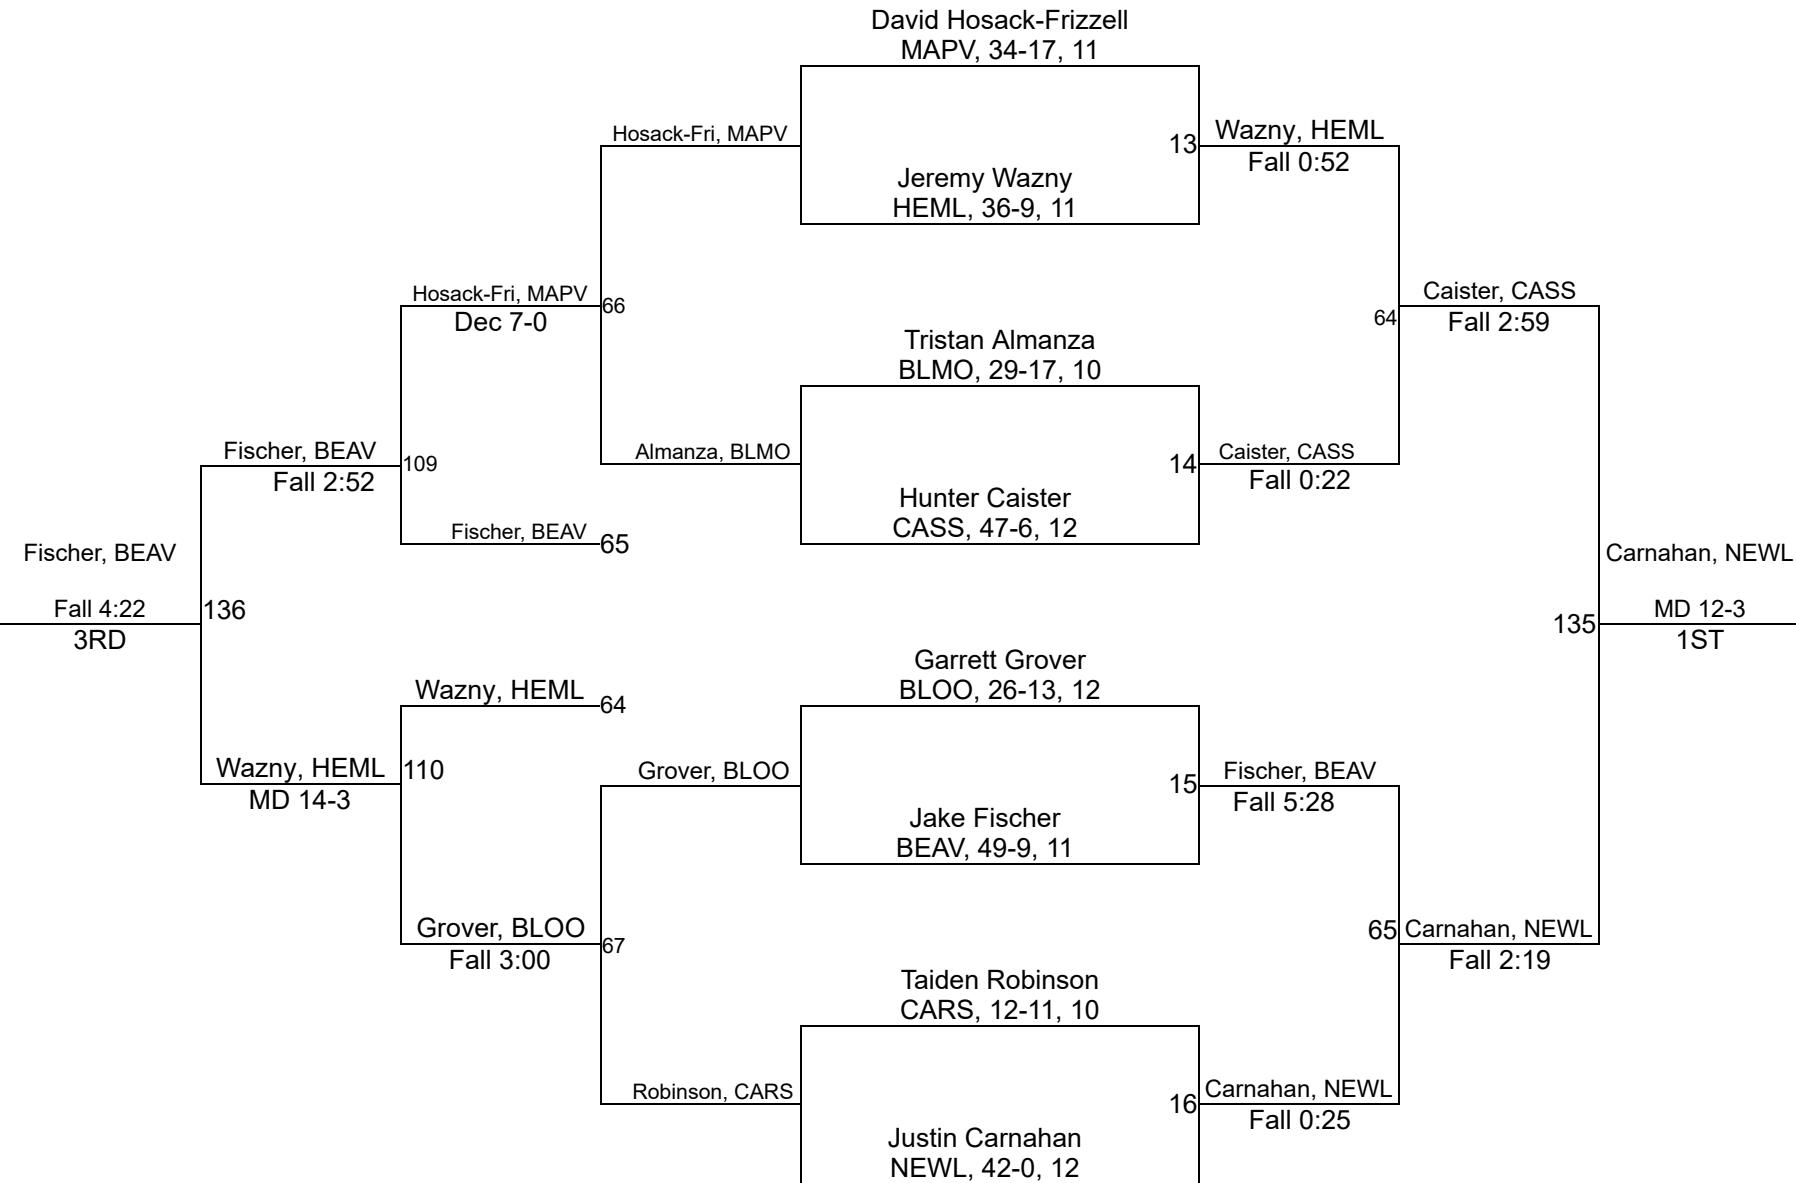 David Hosack-Frizzell
MAPV, 34-17, 11
Hosack-Fri, MAPV
13
Wazny, HEML
Fall 0:52
Jeremy Wazny
HEML, 36-9, 11
Hosack-Fri, MAPV
Dec 7-0
66
64
Caister, CASS
Fall 2:59
Tristan Almanza
BLMO, 29-17, 10
Fischer, BEAV
Fall 2:52
109
Almanza, BLMO
14
Caister, CASS
Fall 0:22
Hunter Caister
CASS, 47-6, 12
Fischer, BEAV
65
Fischer, BEAV
Fall 4:22
3RD
136
Carnahan, NEWL
135
MD 12-3
1ST
Garrett Grover
BLOO, 26-13, 12
Wazny, HEML
64
Wazny, HEML
MD 14-3
110
Grover, BLOO
15
Fischer, BEAV
Fall 5:28
Jake Fischer
BEAV, 49-9, 11
Grover, BLOO
Fall 3:00
67
65
Carnahan, NEWL
Fall 2:19
Taiden Robinson
CARS, 12-11, 10
Robinson, CARS
16
Carnahan, NEWL
Fall 0:25
Justin Carnahan
NEWL, 42-0, 12